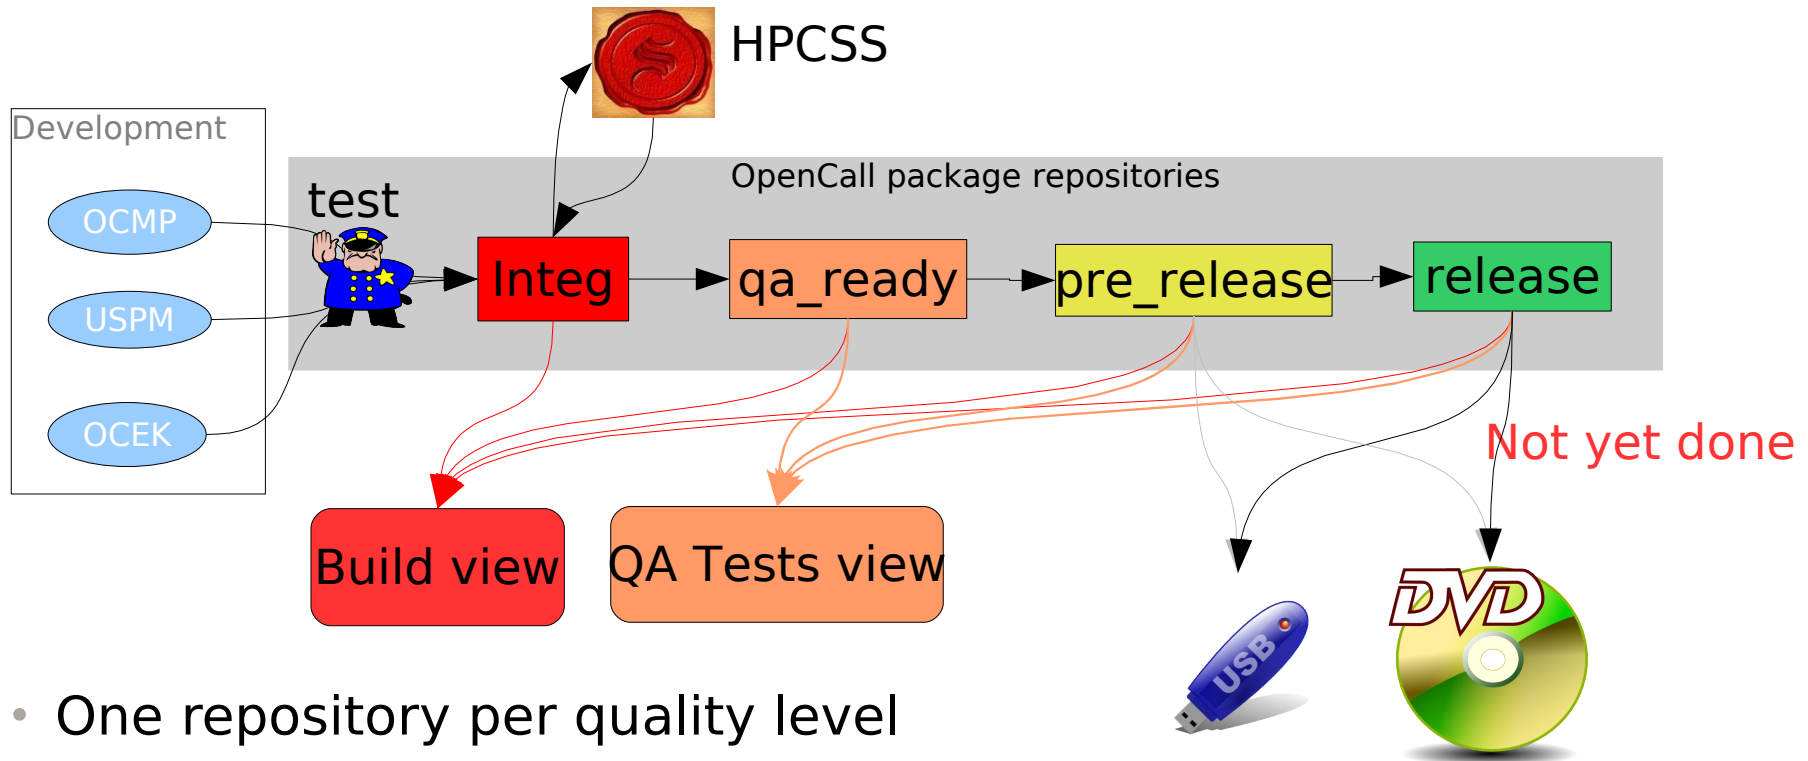 HPCSS
Development
OpenCall package repositories
test
OCMP
USPM
OCEK
Integ
qa_ready
pre_release
release
Not yet done
Build view
QA Tests view
USB
DVD
• One repository per quality level